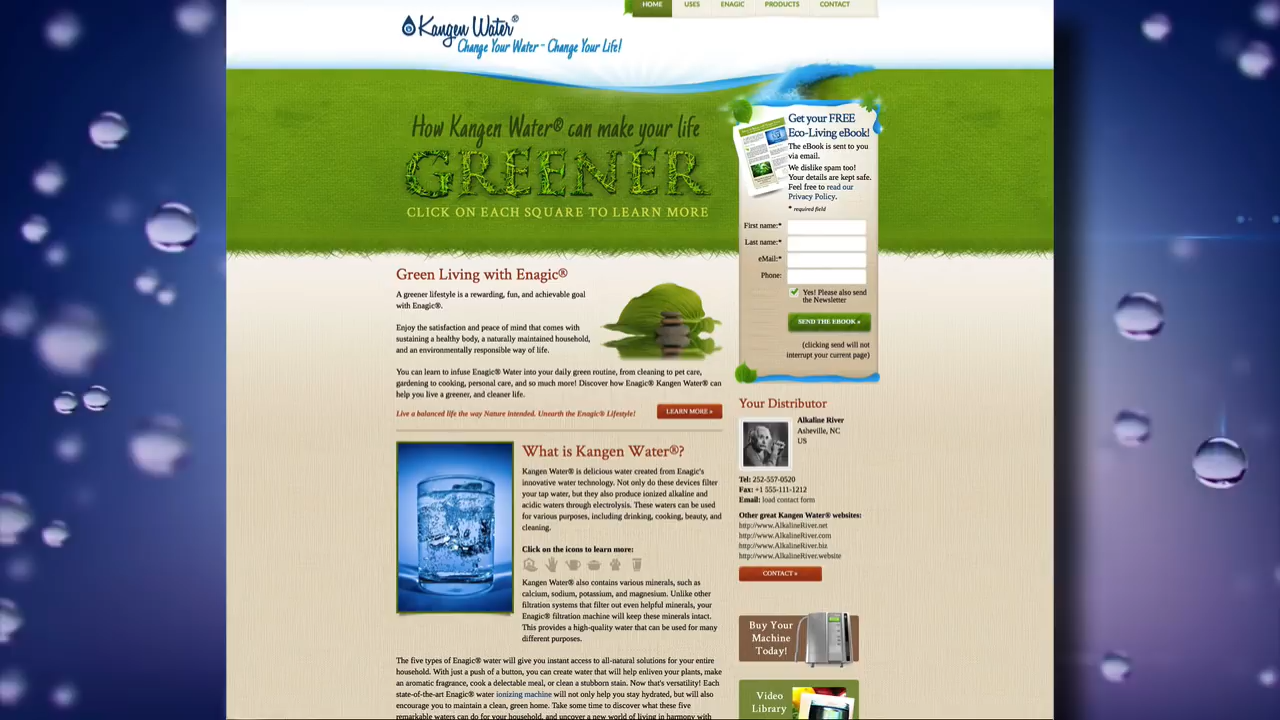 HOME USES ENAGIC PRODUCTS CONTACT
Kangen Water®
Change Your Water - Change Your Life!
How Kangen Water® can make your life
GREENER
CLICK ON EACH SQUARE TO LEARN MORE
Get your FREE
Eco-Living eBook!
The eBook is sent to you
via email.
We dislike spam too!
Your details are kept safe.
Feel free to read our
Privacy Policy.
* required field
First name:*
Last name:*
eMail:*
Phone:
Yes! Please also send
the Newsletter
SEND THE EBOOK »
(clicking send will not
interrupt your current page)
Green Living with Enagic®
A greener lifestyle is a rewarding, fun, and achievable goal
with Enagic®.
Enjoy the satisfaction and peace of mind that comes with
sustaining a healthy body, a naturally maintained household,
and an environmentally responsible way of life.
You can learn to infuse Enagic® Water into your daily green routine, from cleaning to pet care,
gardening to cooking, personal care, and so much more! Discover how Enagic® Kangen Water® can
help you live a greener, and cleaner life.
Live a balanced life the way Nature intended. Unearth the Enagic® Lifestyle!
LEARN MORE »
What is Kangen Water®?
Kangen Water® is delicious water created from Enagic's
innovative water technology. Not only do these devices filter
your tap water, but they also produce ionized alkaline and
acidic waters through electrolysis. These waters can be used
for various purposes, including drinking, cooking, beauty, and
cleaning.
Click on the icons to learn more:
Kangen Water® also contains various minerals, such as
calcium, sodium, potassium, and magnesium. Unlike other
filtration systems that filter out even helpful minerals, your
Enagic® filtration machine will keep these minerals intact.
This provides a high-quality water that can be used for many
different purposes.
The five types of Enagic® water will give you instant access to all-natural solutions for your entire
household. With just a push of a button, you can create water that will help enliven your plants, make
an aromatic fragrance, cook a delectable meal, or clean a stubborn stain. Now that's versatility! Each
state-of-the-art Enagic® water ionizing machine will not only help you stay hydrated, but will also
encourage you to maintain a clean, green home. Take some time to discover what these five
remarkable waters can do for your household, and uncover a new world of living in harmony with
Your Distributor
Alkaline River
Asheville, NC
US
Tel: 252-557-0520
Fax: +1 555-111-1212
Email: load contact form
Other great Kangen Water® websites:
http://www.AlkalineRiver.net
http://www.AlkalineRiver.com
http://www.AlkalineRiver.biz
http://www.AlkalineRiver.website
CONTACT »
Buy Your
Machine
Today!
Video
Library